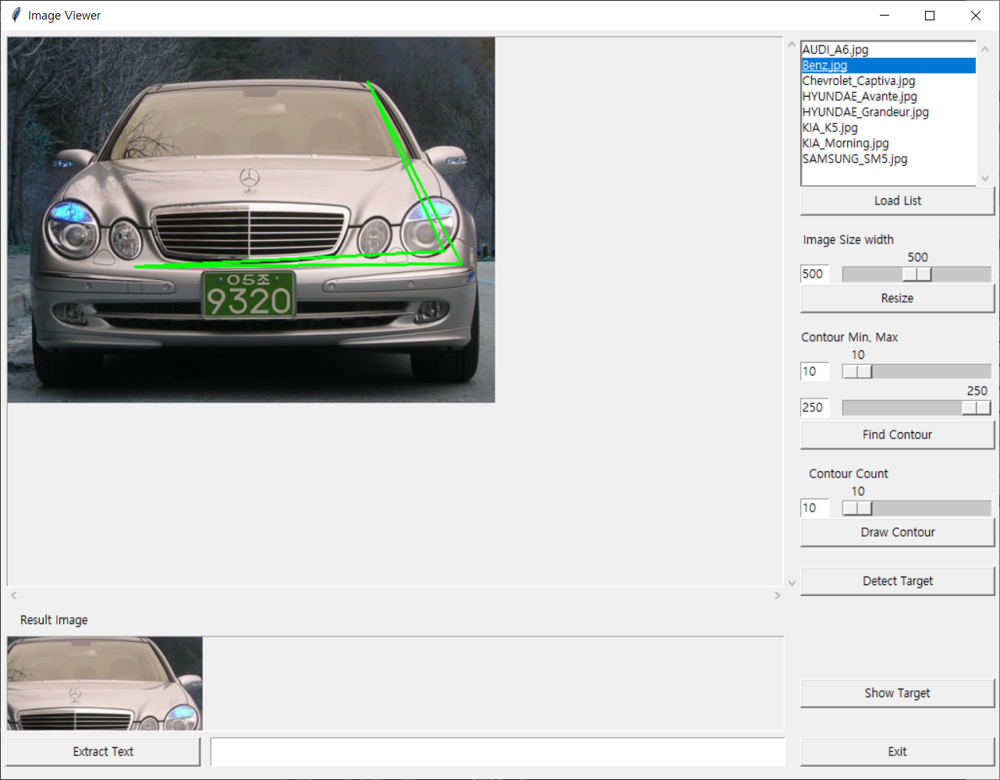 Image Viewer
05조
9320
AUDI_A6.jpg
Benz.jpg
Chevrolet_Captiva.jpg
HYUNDAE_Avante.jpg
HYUNDAE_Grandeur.jpg
KIA_K5.jpg
KIA_Morning.jpg
SAMSUNG_SM5.jpg
Load List
Image Size width
500
500
Resize
Contour Min, Max
10
10
250
250
Find Contour
Contour Count
10
10
Draw Contour
Detect Target
Result Image
Show Target
Extract Text
Exit